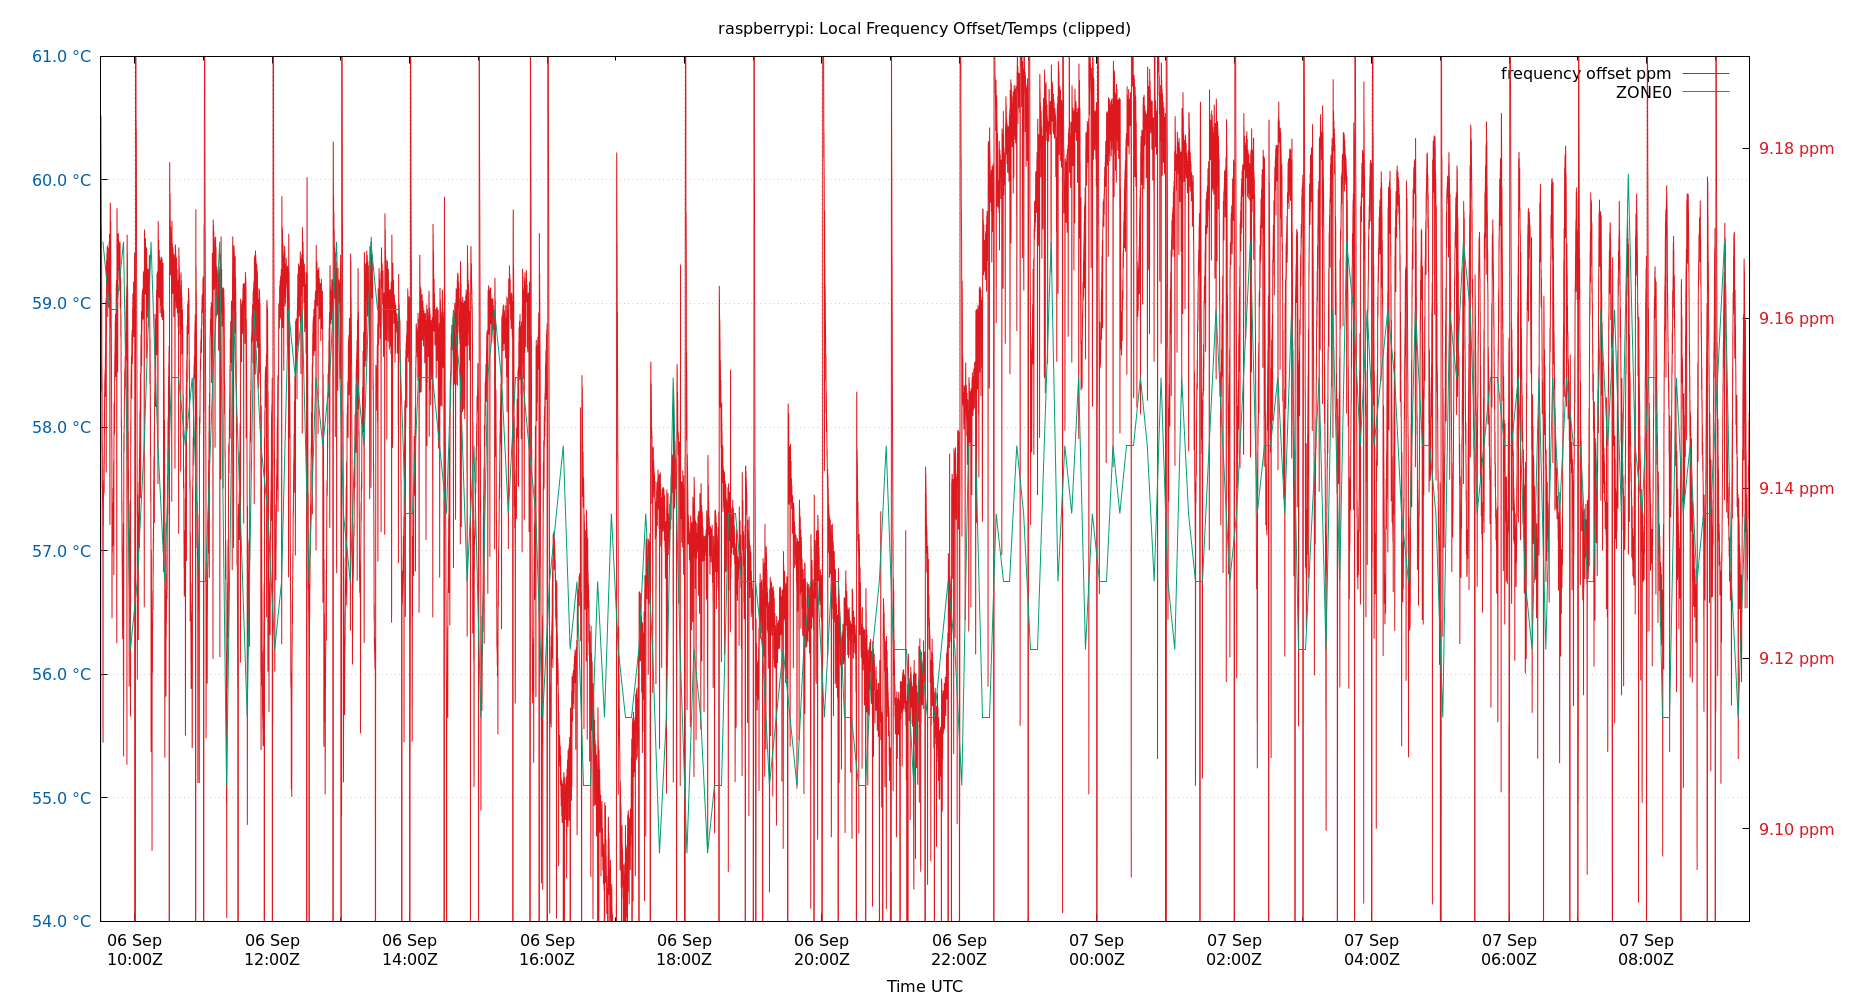 raspberrypi: Local Frequency Offset/Temps (clipped)
61.0 °C
60.0 °C
59.0 °C
58.0 °C
57.0 °C
56.0 °C
55.0 °C
54.0 °C
frequency offset ppm
ZONE0
9.18 ppm
9.16 ppm
9.14 ppm
9.12 ppm
9.10 ppm
06 Sep 06 Sep 06 Sep 06 Sep 06 Sep 06 Sep 06 Sep 07 Sep 07 Sep 07 Sep 07 Sep 07 Sep
10:00Z 12:00Z 14:00Z 16:00Z 18:00Z 20:00Z 22:00Z 00:00Z 02:00Z 04:00Z 06:00Z 08:00Z
Time UTC